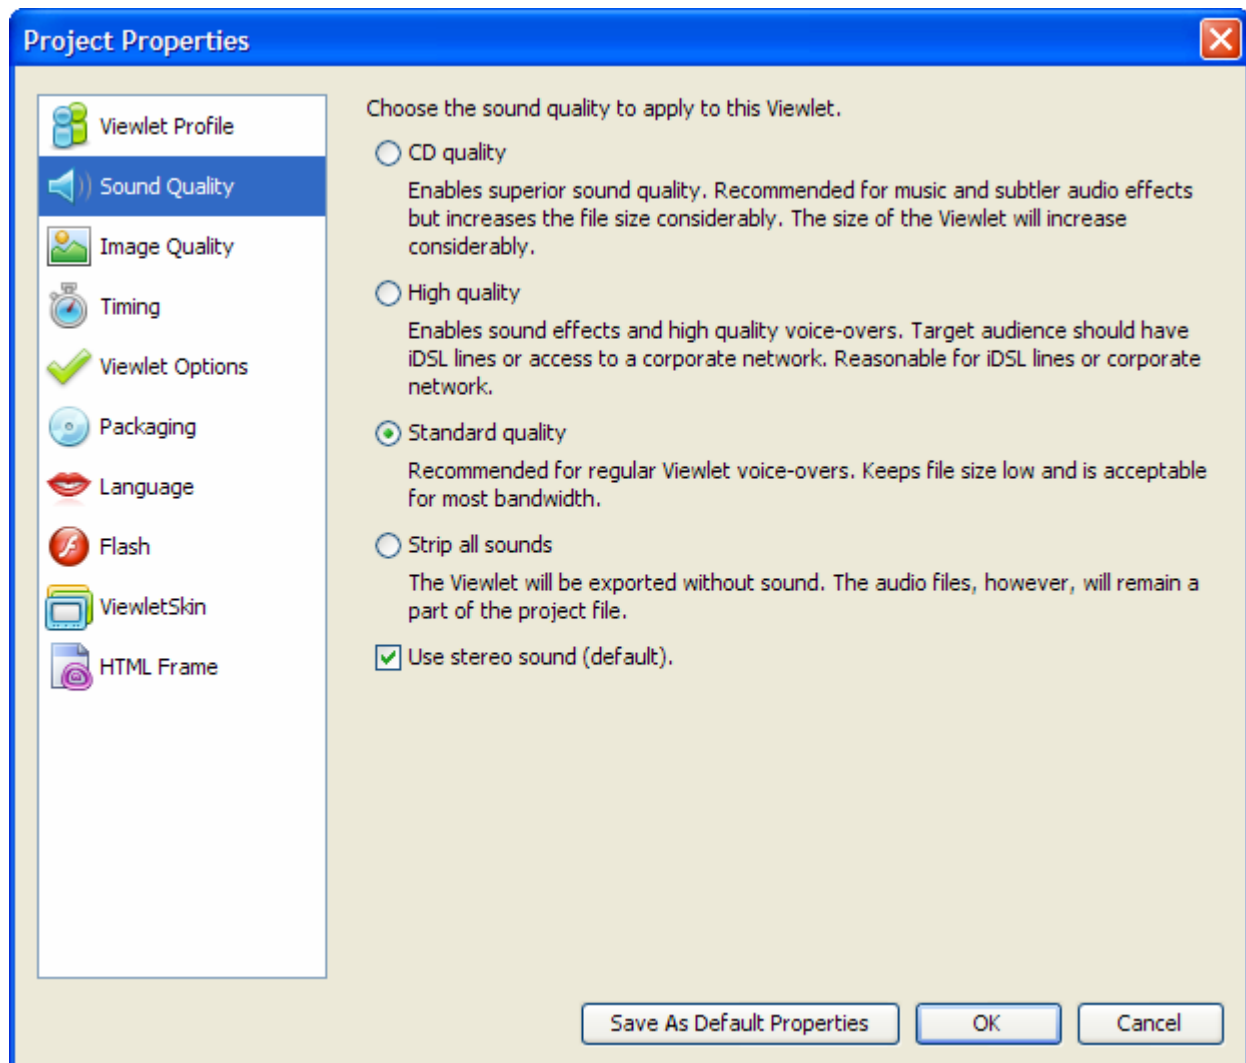 Project Properties
Viewlet Profile
Sound Quality
Image Quality
Timing
Viewlet Options
Packaging
Language
Flash
ViewletSkin
HTML Frame
Choose the sound quality to apply to this Viewlet.
CD quality
Enables superior sound quality. Recommended for music and subtler audio effects
but increases the file size considerably. The size of the Viewlet will increase
considerably.
High quality
Enables sound effects and high quality voice-overs. Target audience should have
iDSL lines or access to a corporate network. Reasonable for iDSL lines or corporate
network.
Standard quality
Recommended for regular Viewlet voice-overs. Keeps file size low and is acceptable
for most bandwidth.
Strip all sounds
The Viewlet will be exported without sound. The audio files, however, will remain a
part of the project file.
Use stereo sound (default).
Save As Default Properties
OK
Cancel